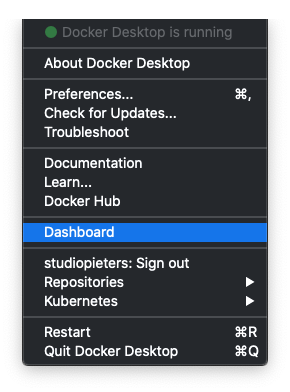 Docker Desktop is running
About Docker Desktop
Preferences... ⌘,
Check for Updates...
Troubleshoot
Documentation
Learn...
Docker Hub
Dashboard
studiopieters: Sign out
Repositories
Kubernetes
Restart ⌘R
Quit Docker Desktop ⌘Q